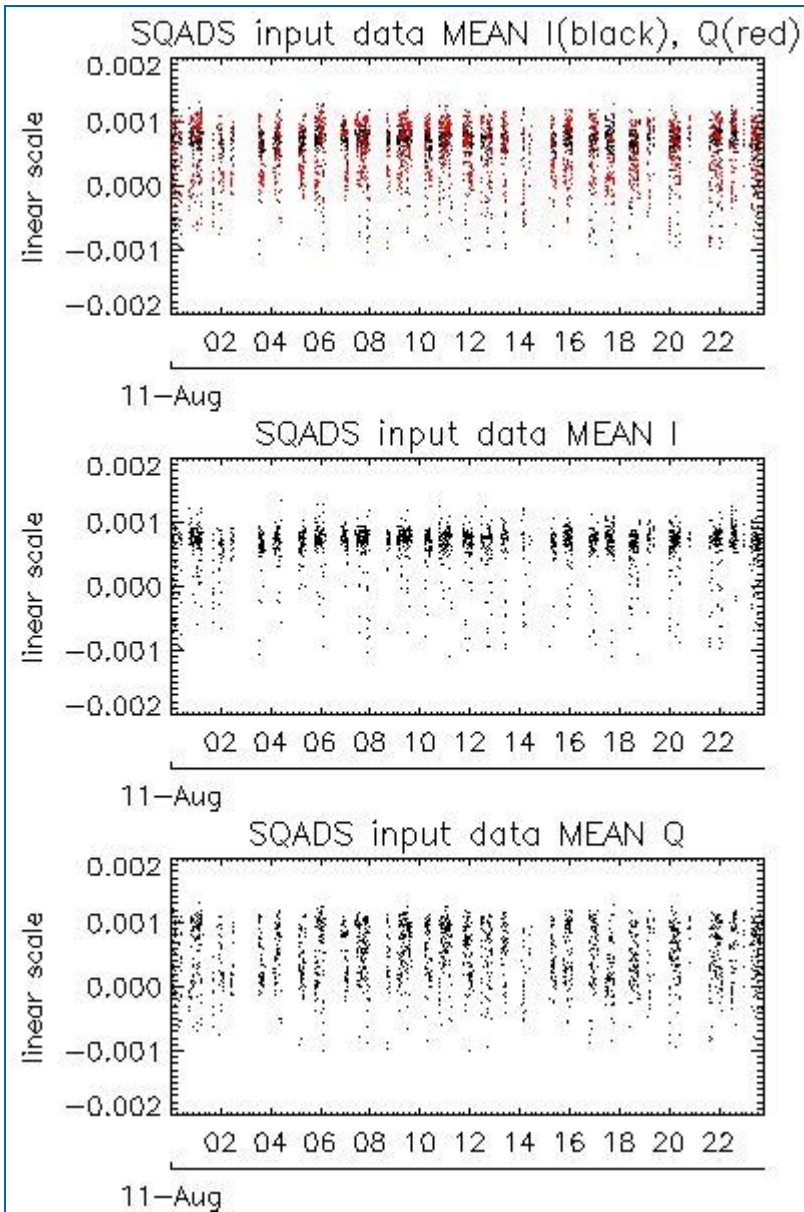 SQADS input data MEAN I(black), Q(red)
0.002
0.001
0.000
-0.001
-0.002
linear scale
02 04 06 08 10 12 14 16 18 20 22
11-Aug
SQADS input data MEAN I
0.002
0.001
0.000
-0.001
-0.002
linear scale
02 04 06 08 10 12 14 16 18 20 22
11-Aug
SQADS input data MEAN Q
0.002
0.001
0.000
-0.001
-0.002
linear scale
02 04 06 08 10 12 14 16 18 20 22
11-Aug